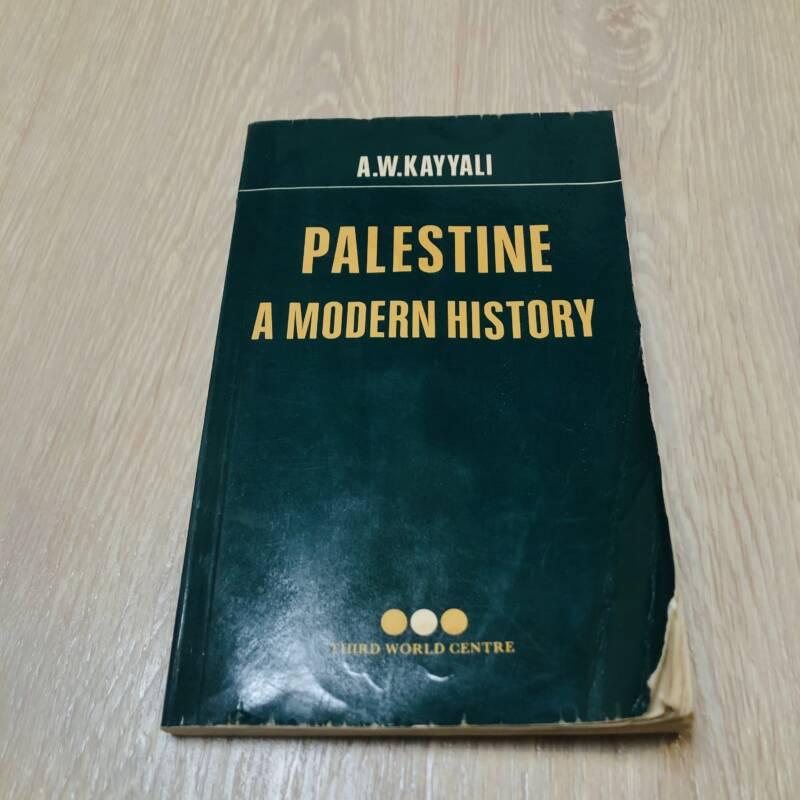 A.W.KAYYALI
PALESTINE
A MODERN HISTORY
THIRD WORLD CENTRE